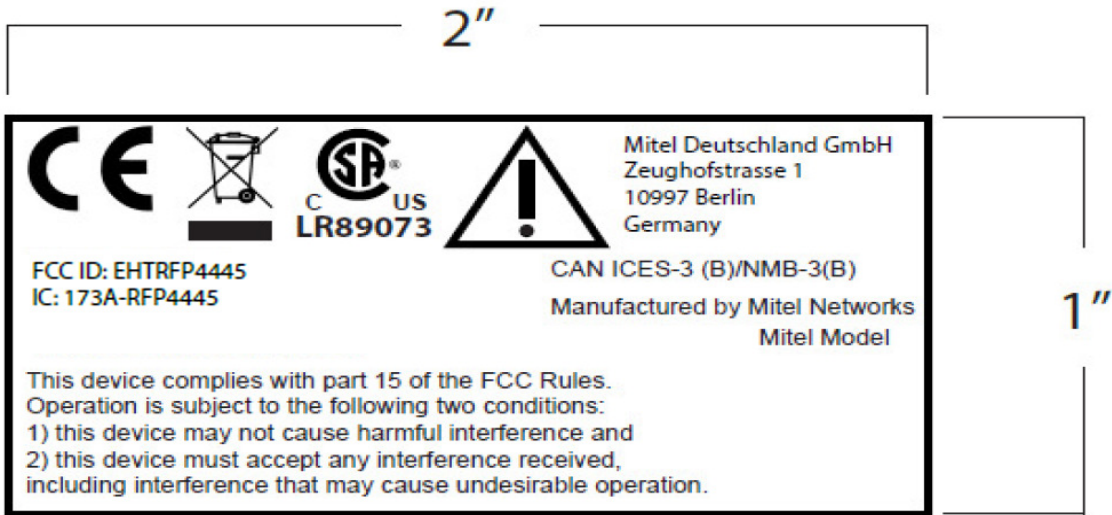 2”
CE
SA®
C US
LR89073
Mitel Deutschland GmbH
Zeughofstrasse 1
10997 Berlin
Germany
FCC ID: EHTRFP4445
IC: 173A-RFP4445
CAN ICES-3 (B)/NMB-3(B)
Manufactured by Mitel Networks
Mitel Model
1”
This device complies with part 15 of the FCC Rules.
Operation is subject to the following two conditions:
1) this device may not cause harmful interference and
2) this device must accept any interference received,
including interference that may cause undesirable operation.